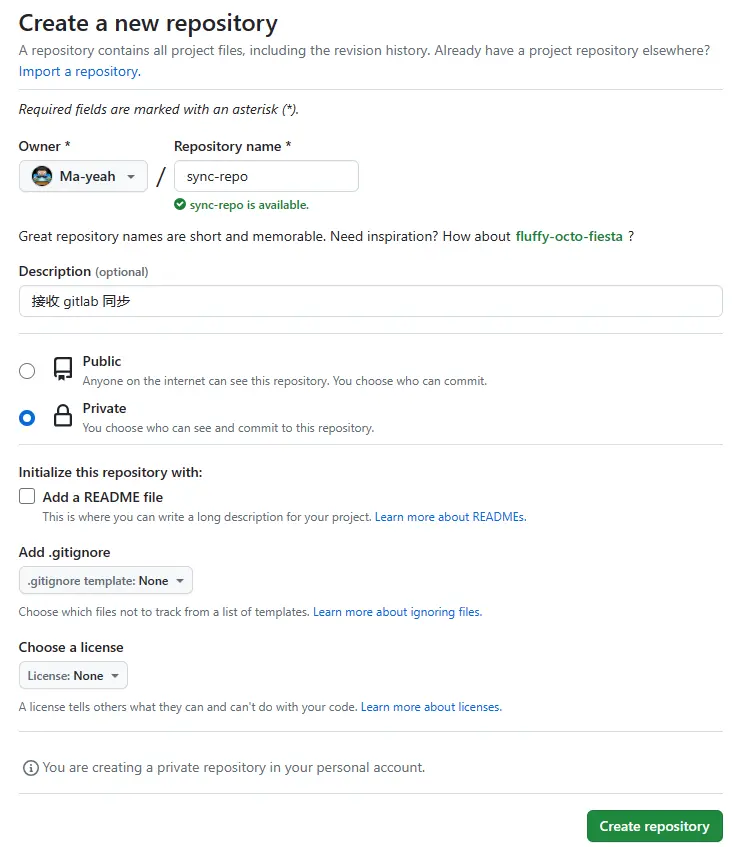 Create a new repository
A repository contains all project files, including the revision history. Already have a project repository elsewhere?
Import a repository.
Required fields are marked with an asterisk (*).
Owner * Repository name *
Ma-yeah / sync-repo
sync-repo is available.
Great repository names are short and memorable. Need inspiration? How about fluffy-octo-fiesta ?
Description (optional)
接收 gitlab 同步
Public
Anyone on the internet can see this repository. You choose who can commit.
Private
You choose who can see and commit to this repository.
Initialize this repository with:
Add a README file
This is where you can write a long description for your project. Learn more about READMEs.
Add .gitignore
.gitignore template: None
Choose which files not to track from a list of templates. Learn more about ignoring files.
Choose a license
License: None
A license tells others what they can and can't do with your code. Learn more about licenses.
You are creating a private repository in your personal account.
Create repository